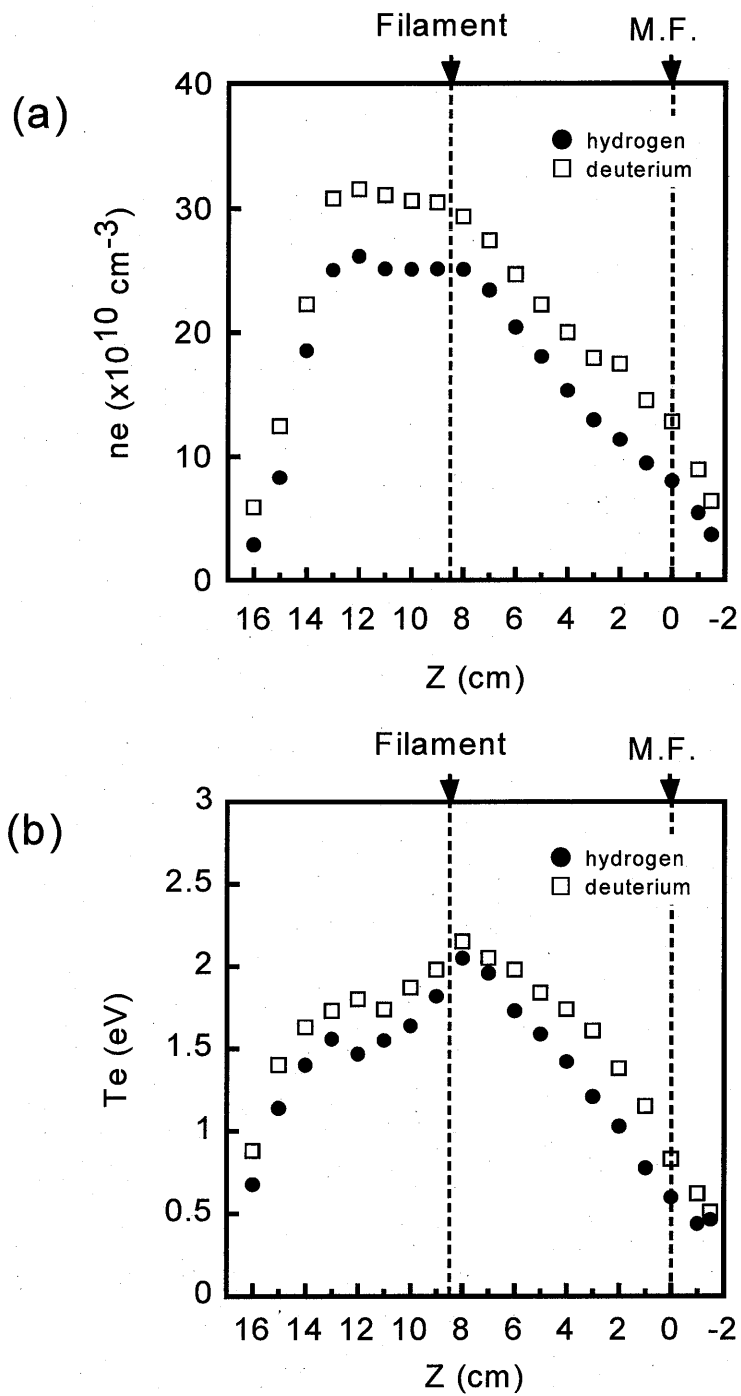 Filament M.F.
(a)
40
30
20
10
0
ne (x10¹⁰ cm⁻³)
hydrogen
deuterium
16 14 12 10 8 6 4 2 0 -2
Z (cm)
Filament M.F.
(b)
3
2.5
2
1.5
1
0.5
0
Te (eV)
hydrogen
deuterium
16 14 12 10 8 6 4 2 0 -2
Z (cm)